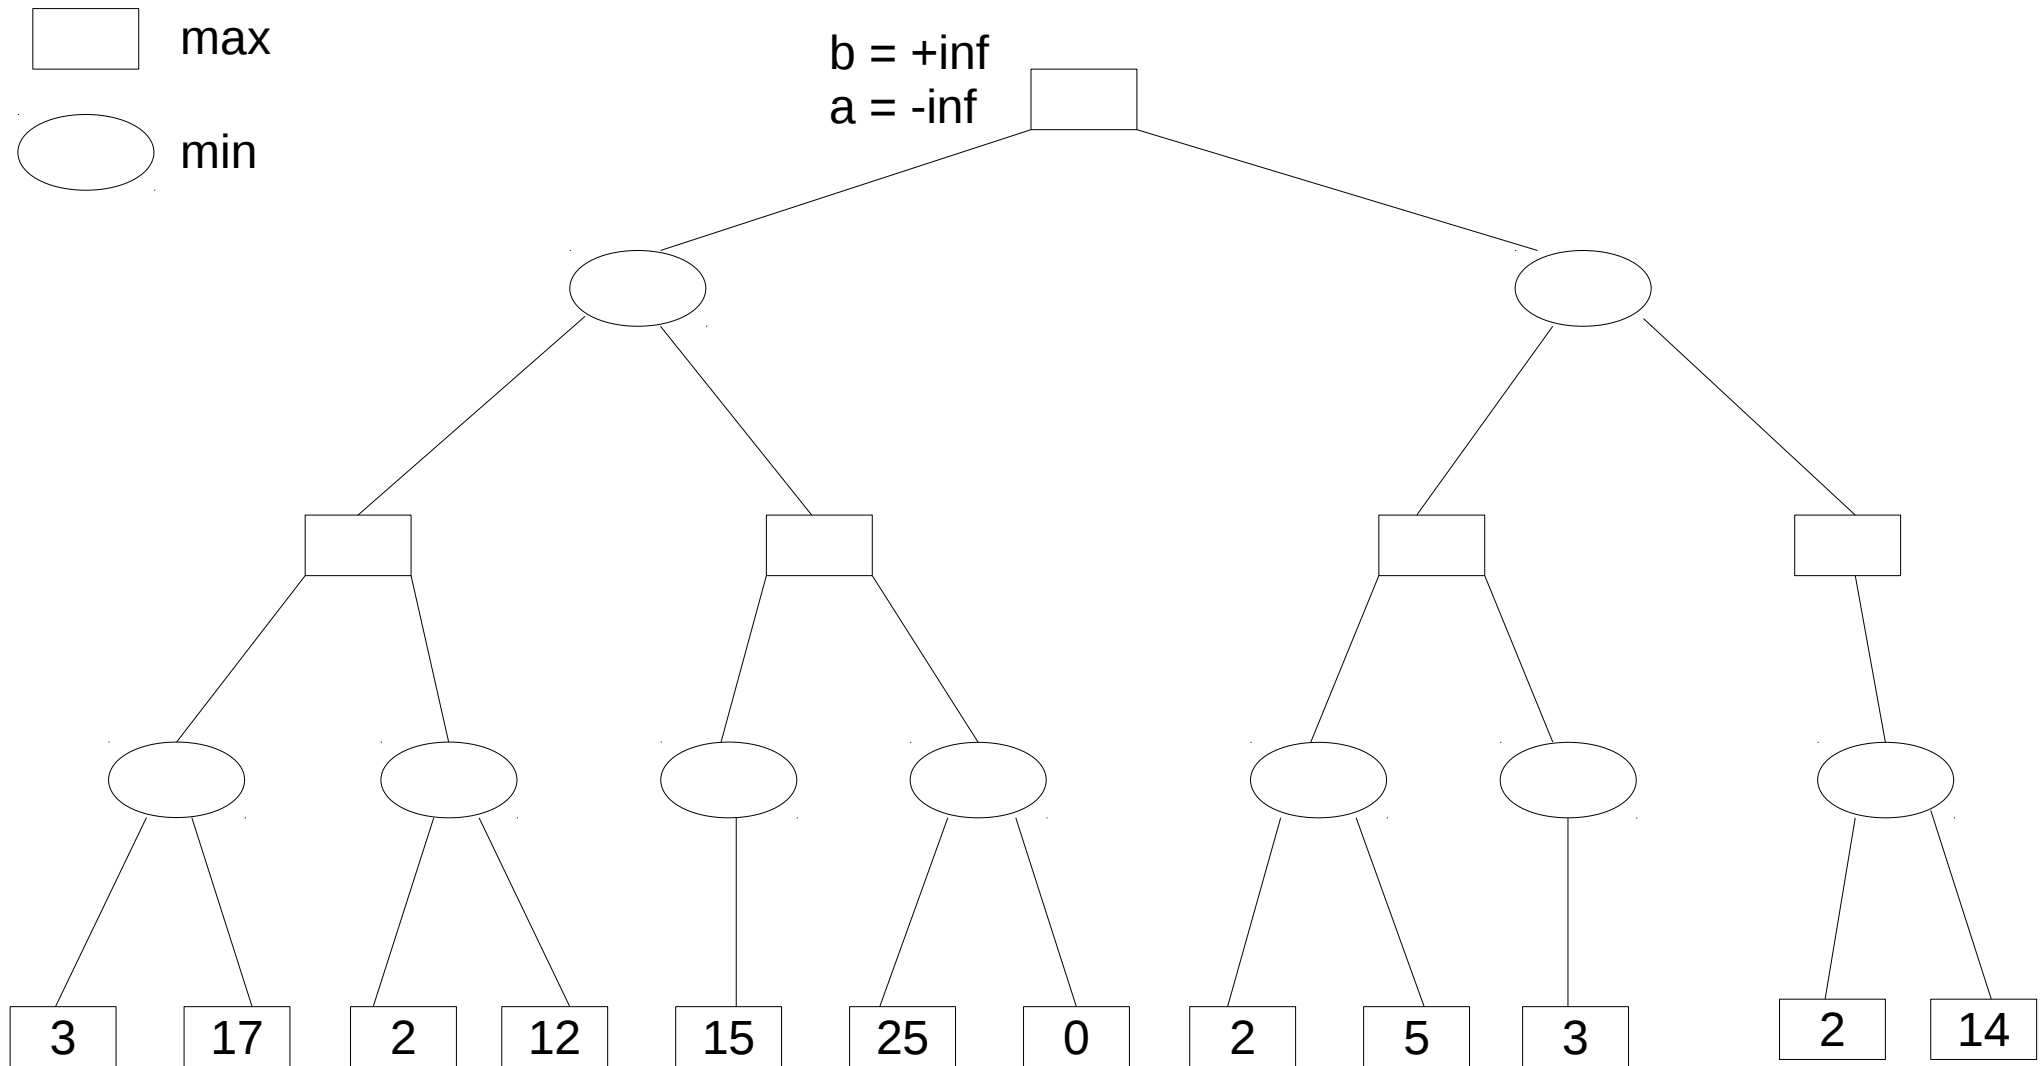 max
min
b = +inf
a = -inf
3 17 2 12 15 25 0 2 5 3 2 14